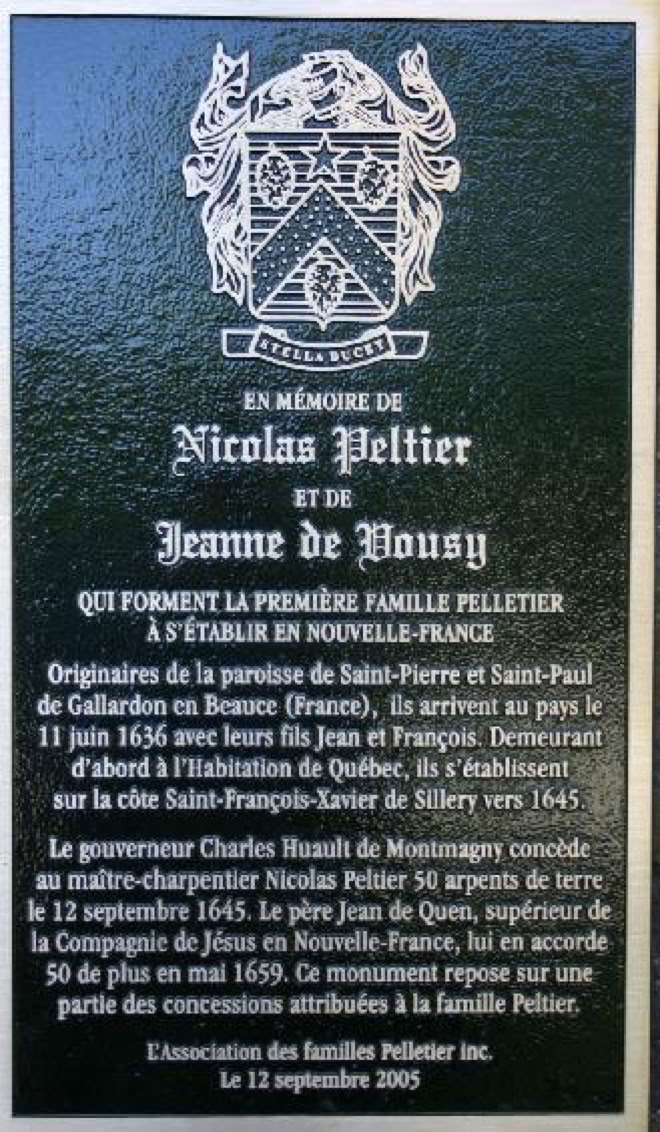 STELLA DUCET
EN MÉMOIRE DE
Nicolas Peltier
ET DE
Jeanne de Vousy
QUI FORMENT LA PREMIÈRE FAMILLE PELLETIER
À S'ÉTABLIR EN NOUVELLE-FRANCE
Originaires de la paroisse de Saint-Pierre et Saint-Paul
de Gallardon en Beauce (France), ils arrivent au pays le
11 juin 1636 avec leurs fils Jean et François. Demeurant
d'abord à l'Habitation de Québec, ils s'établissent
sur la côte Saint-François-Xavier de Sillery vers 1645.
Le gouverneur Charles Huault de Montmagny concède
au maître-charpentier Nicolas Peltier 50 arpents de terre
le 12 septembre 1645. Le père Jean de Quen, supérieur de
la Compagnie de Jésus en Nouvelle-France, lui en accorde
50 de plus en mai 1659. Ce monument repose sur une
partie des concessions attribuées à la famille Peltier.
L'Association des familles Pelletier inc.
Le 12 septembre 2005